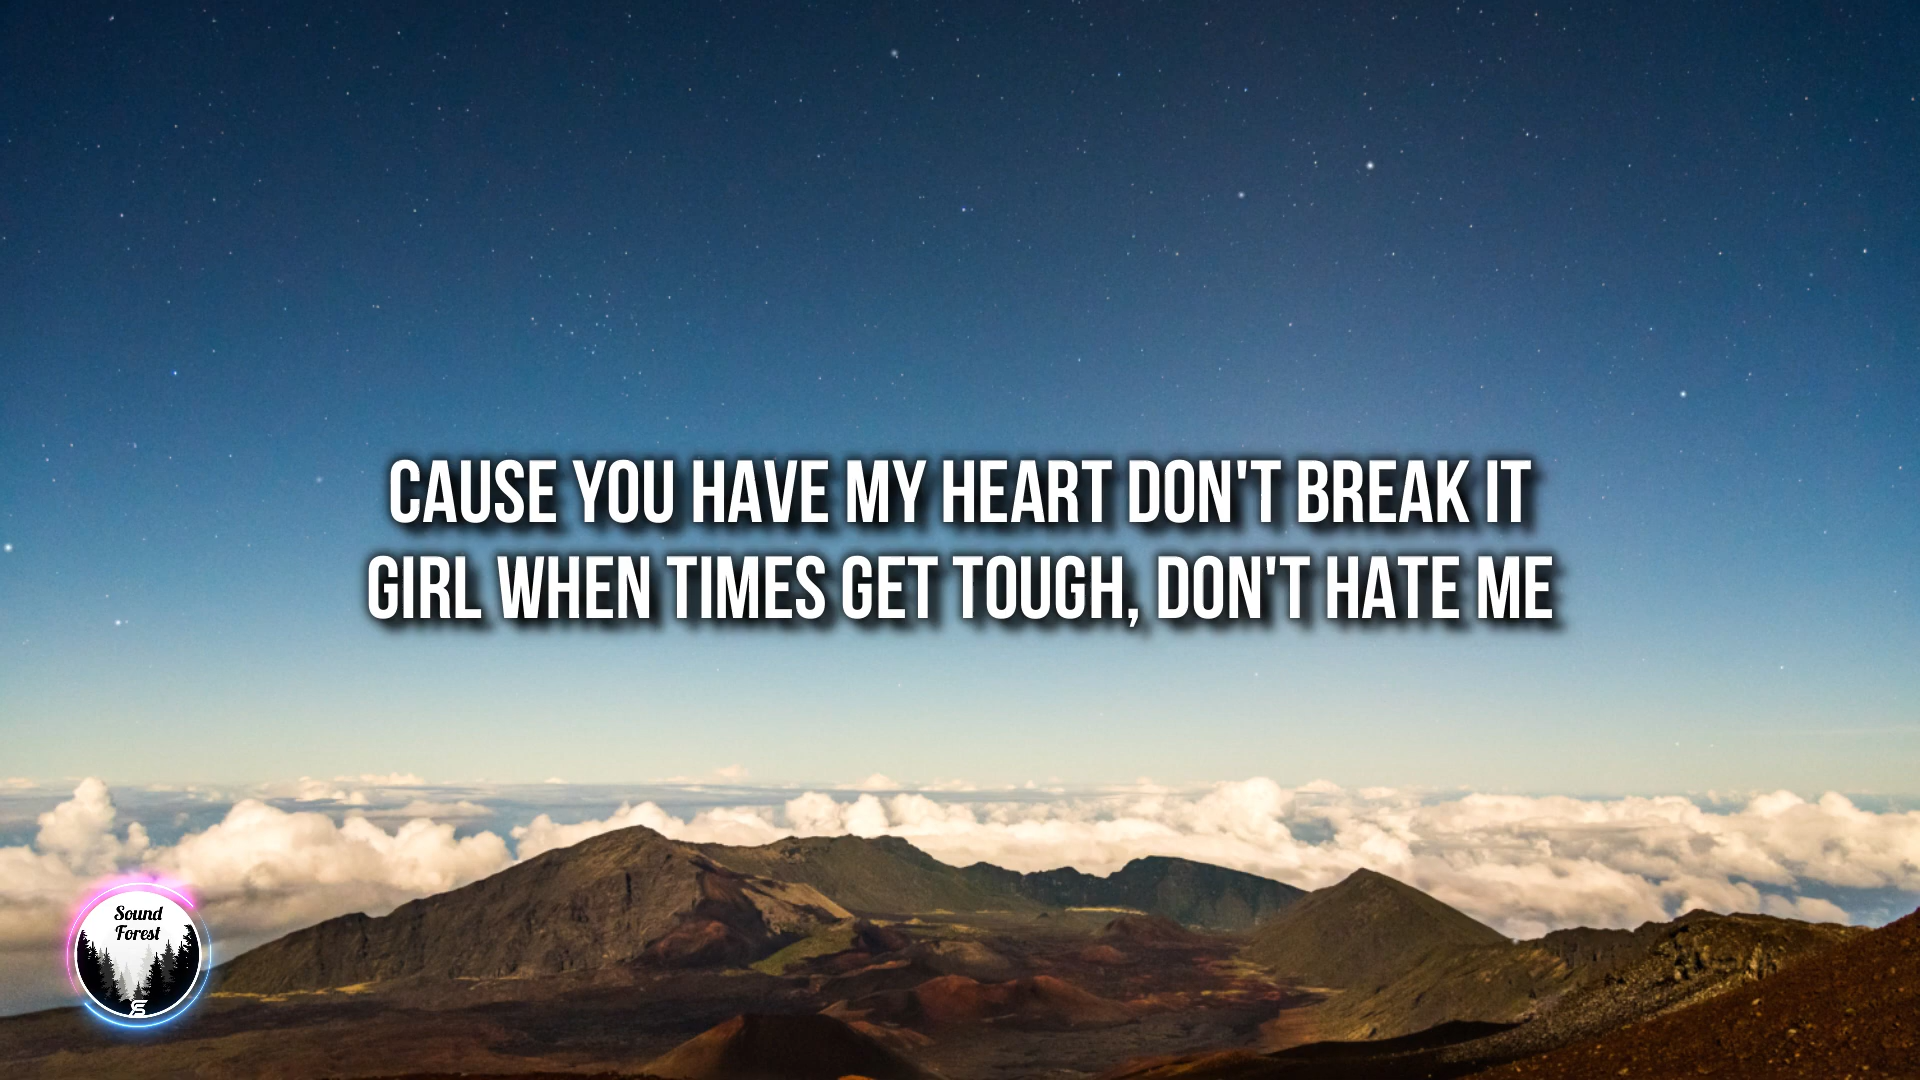 CAUSE YOU HAVE MY HEART DON'T BREAK IT
GIRL WHEN TIMES GET TOUGH, DON'T HATE ME
Sound
Forest